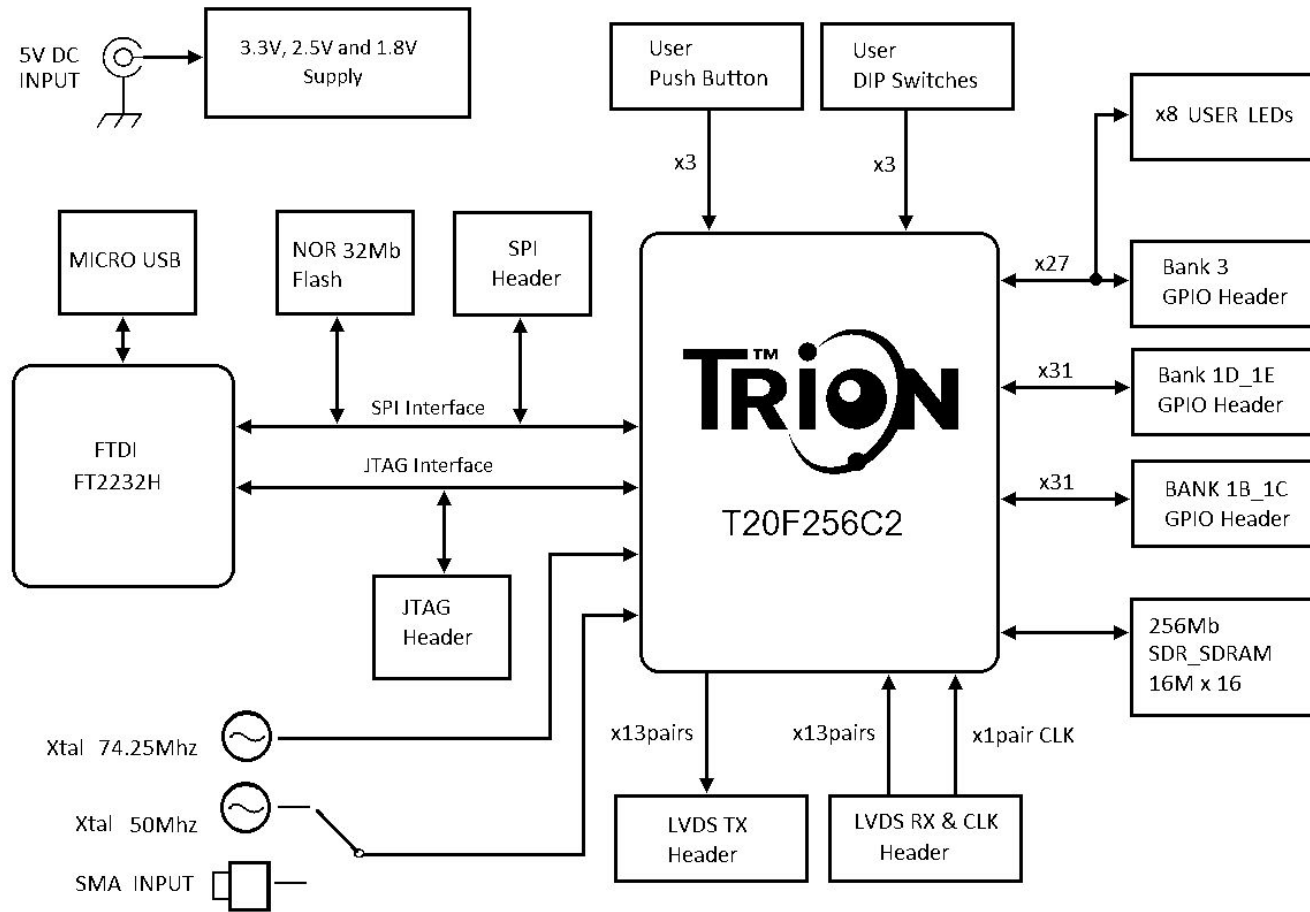 5V DC
INPUT
3.3V, 2.5V and 1.8V
Supply
User
Push Button
User
DIP Switches
x8 USER LEDs
x3
x3
MICRO USB
NOR 32Mb
Flash
SPI
Header
x27
Bank 3
GPIO Header
TRION™
x31
Bank 1D_1E
GPIO Header
SPI Interface
FTDI
FT2232H
JTAG Interface
x31
BANK 1B_1C
GPIO Header
T20F256C2
JTAG
Header
256Mb
SDR_SDRAM
16M x 16
Xtal 74.25Mhz
x13pairs
x13pairs
x1pair CLK
Xtal 50Mhz
LVDS TX
Header
LVDS RX & CLK
Header
SMA INPUT